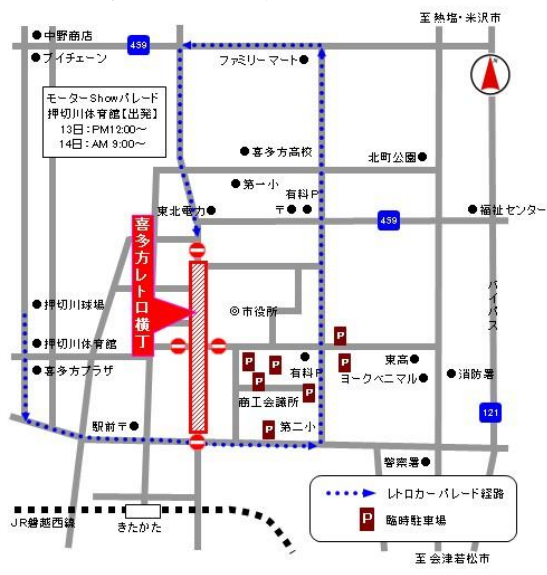 至熱塩・米沢市
中野商店
459
ブイチェーン
ファミリーマート
モーターShowパレード
押切川体育館【出発】
13日：PM12:00～
14日：AM 9:00～
喜多方高校
北町公園
第一小
有料P
東北電力
〒
459
福祉センター
喜多方レトロ横丁
バイパス
押切川球場
市役所
押切川体育館
P
P
P
P
P
P
P
有料P
東高
喜多方プラザ
ヨークベニマル
消防署
商工会議所
121
駅前〒
第二小
警察署
レトロカーパレード経路
P
臨時駐車場
JR磐越西線
きたかた
至会津若松市